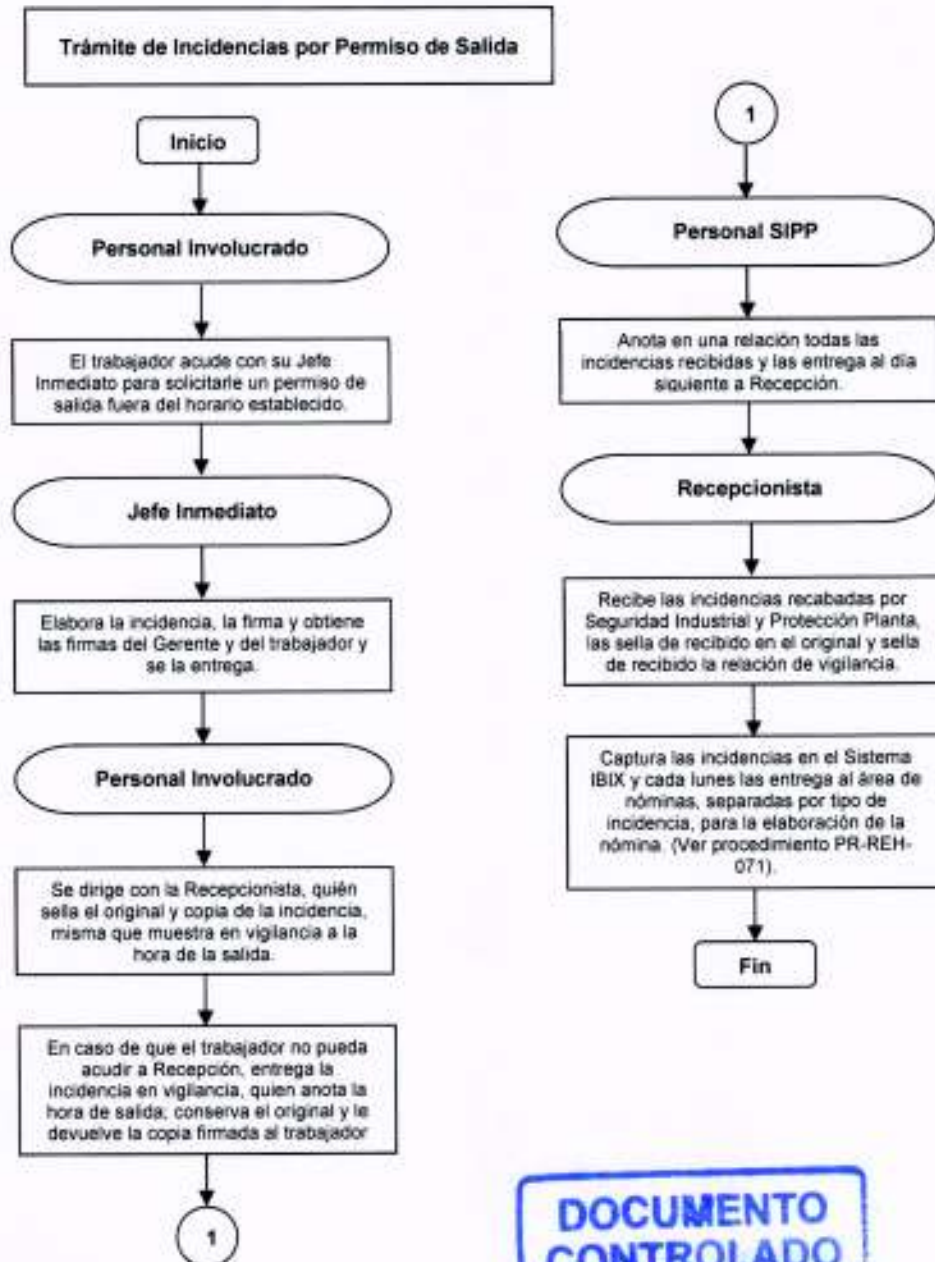 Trámite de Incidencias por Permiso de Salida
Inicio
Personal Involucrado
El trabajador acude con su Jefe
Inmediato para solicitarle un permiso de
salida fuera del horario establecido.
Jefe Inmediato
Elabora la incidencia, la firma y obtiene
las firmas del Gerente y del trabajador y
se la entrega.
Personal Involucrado
Se dirige con la Recepcionista, quién
sella el original y copia de la incidencia,
misma que muestra en vigilancia a la
hora de la salida.
En caso de que el trabajador no pueda
acudir a Recepción, entrega la
incidencia en vigilancia, quien anota la
hora de salida; conserva el original y le
devuelve la copia firmada al trabajador
1
1
Personal SIPP
Anota en una relación todas las
incidencias recibidas y las entrega al día
siguiente a Recepción.
Recepcionista
Recibe las incidencias recabadas por
Seguridad Industrial y Protección Planta,
las sella de recibido en el original y sella
de recibido la relación de vigilancia.
Captura las incidencias en el Sistema
IBIX y cada lunes las entrega al área de
nóminas, separadas por tipo de
incidencia, para la elaboración de la
nómina. (Ver procedimiento PR-REH-
071).
Fin
DOCUMENTO
CONTROLADO